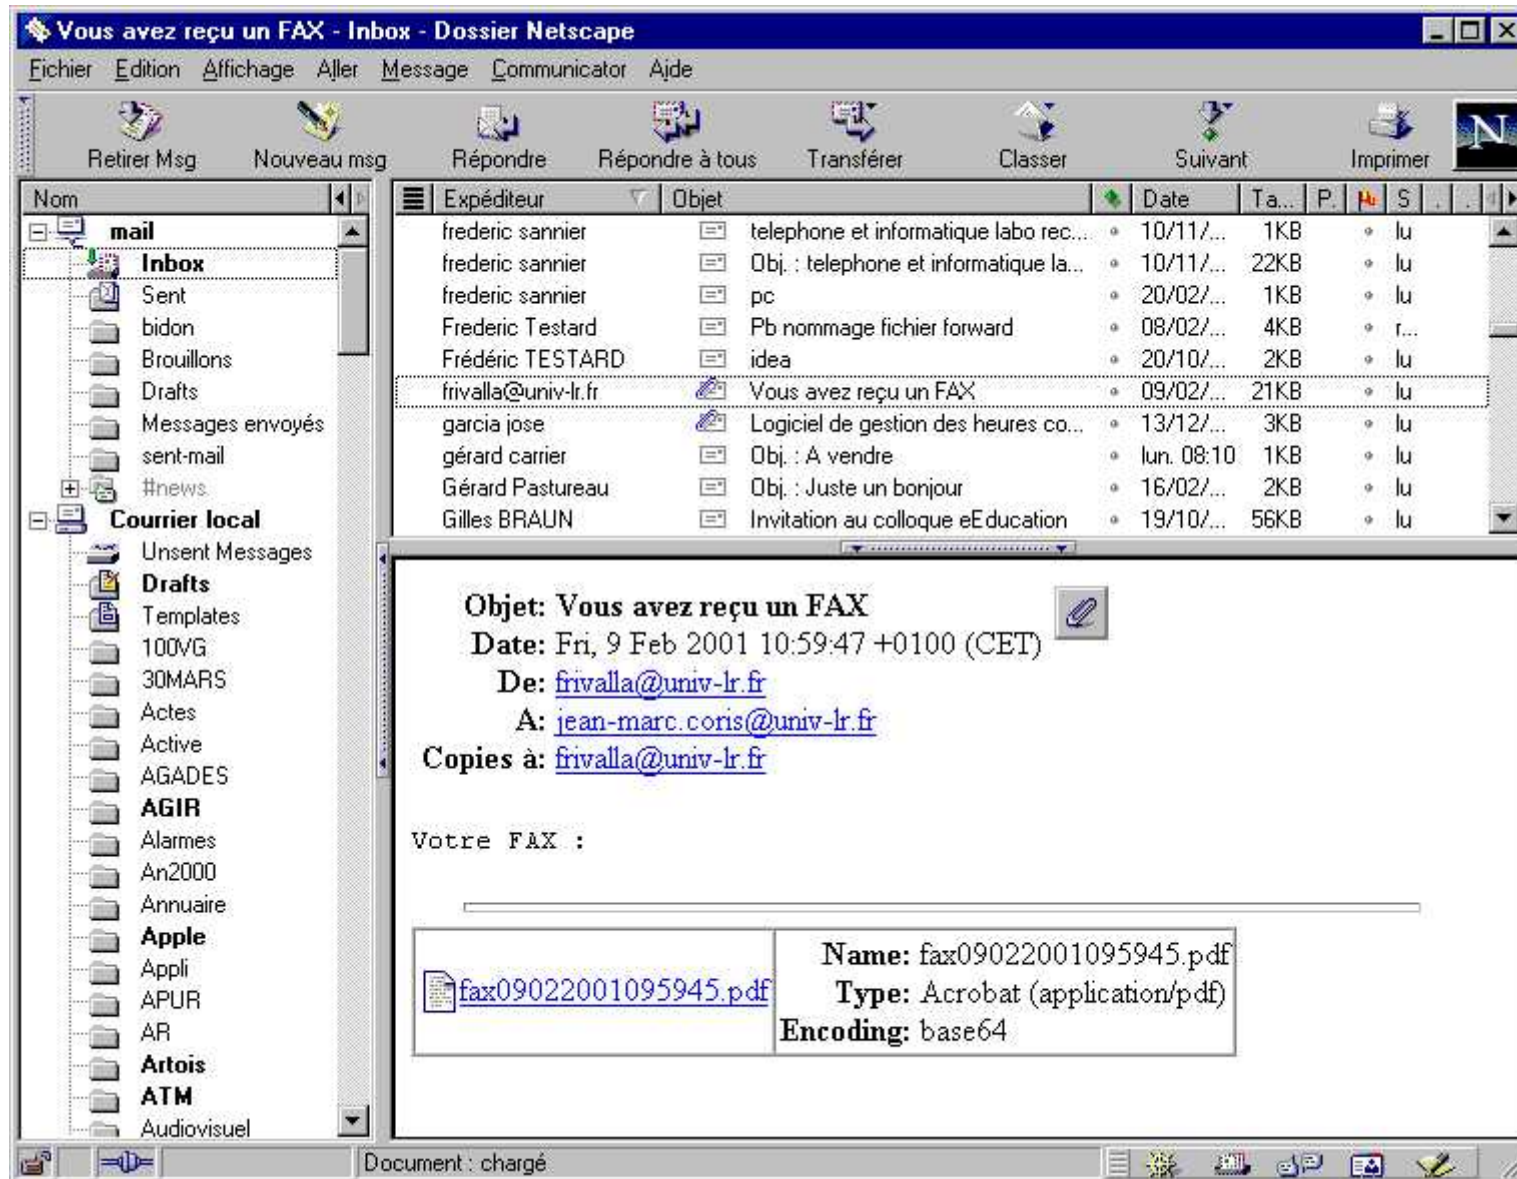 Vous avez reçu un FAX - Inbox - Dossier Netscape
Fichier Edition Affichage Aller Message Communicator Aide
Retirer Msg Nouveau msg Répondre Répondre à tous Transférer Classer Suivant Imprimer N
Nom
mail
Inbox
Sent
bidon
Brouillons
Drafts
Messages envoyés
sent-mail
#news
Courrier local
Unsent Messages
Drafts
Templates
100VG
30MARS
Actes
Active
AGADES
AGIR
Alarmes
An2000
Annuaire
Apple
Appli
APUR
AR
Artois
ATM
Audiovisuel
Expéditeur Objet Date Ta... P. S . .
frederic sannier telephone et informatique labo rec... 10/11/... 1KB lu
frederic sannier Obj. : telephone et informatique la... 10/11/... 22KB lu
frederic sannier pc 20/02/... 1KB lu
Frederic Testard Pb nommage fichier forward 08/02/... 4KB r...
Frédéric TESTARD idea 20/10/... 2KB lu
frivalla@univ-lr.fr Vous avez reçu un FAX 09/02/... 21KB lu
garcia jose Logiciel de gestion des heures co... 13/12/... 3KB lu
gérard carrier Obj. : A vendre lun. 08:10 1KB lu
Gérard Pastureau Obj. : Juste un bonjour 16/02/... 2KB lu
Gilles BRAUN Invitation au colloque eEducation 19/10/... 56KB lu
Objet: Vous avez reçu un FAX
Date: Fri, 9 Feb 2001 10:59:47 +0100 (CET)
De: frivalla@univ-lr.fr
A: jean-marc.coris@univ-lr.fr
Copies à: frivalla@univ-lr.fr
Votre FAX :
fax09022001095945.pdf
Name: fax09022001095945.pdf
Type: Acrobat (application/pdf)
Encoding: base64
Document : chargé